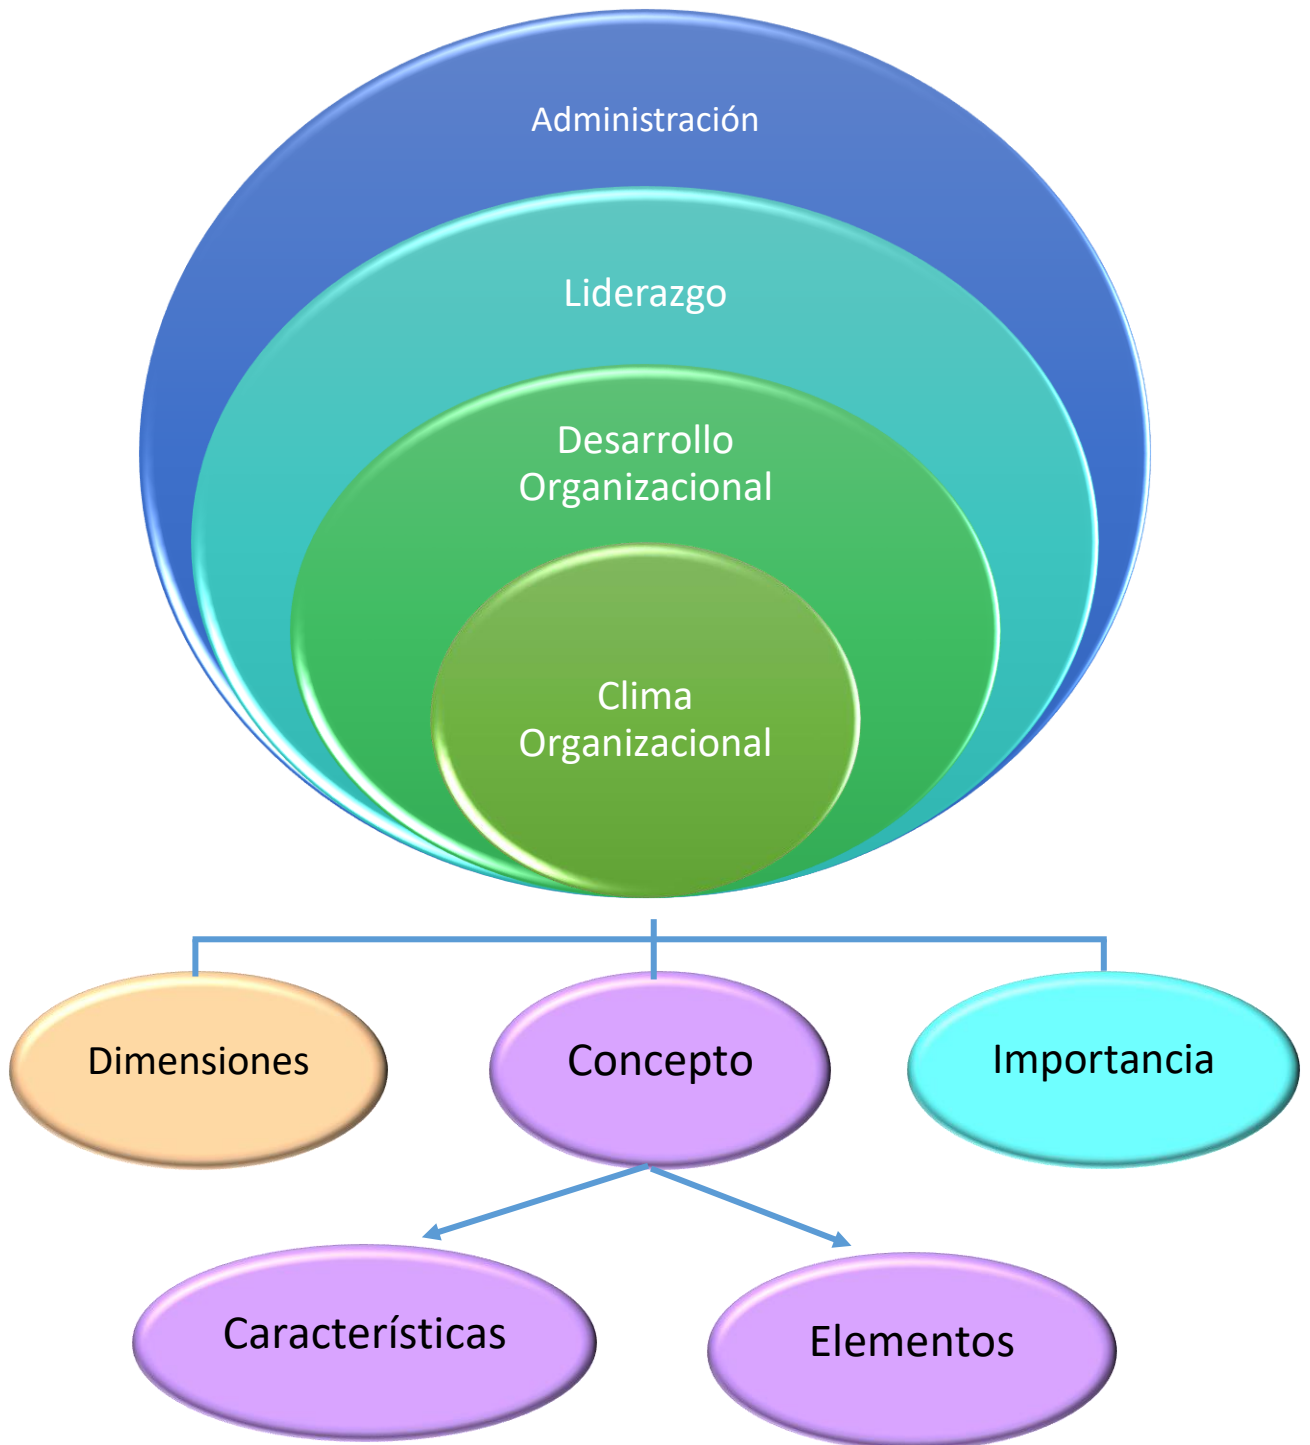 Administración
Liderazgo
Desarrollo
Organizacional
Clima
Organizacional
Dimensiones
Concepto
Importancia
Características
Elementos